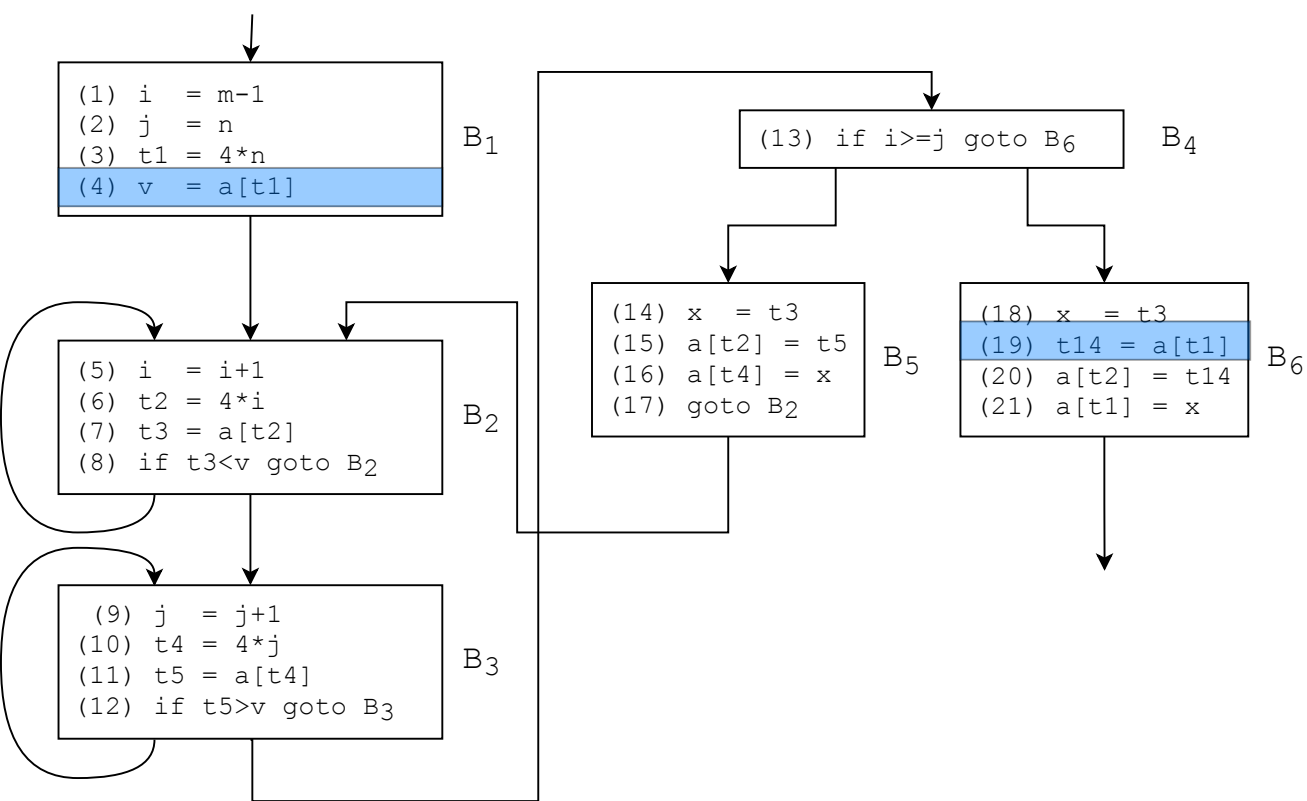 (1) i  = m-1
(2) j  = n
(3) t1 = 4*n
(4) v  = a[t1]
B1
(5) i  = i+1
(6) t2 = 4*i
(7) t3 = a[t2]
(8) if t3<v goto B2
B2
(9) j  = j+1
(10) t4 = 4*j
(11) t5 = a[t4]
(12) if t5>v goto B3
B3
(13) if i>=j goto B6
B4
(14) x  = t3
(15) a[t2] = t5
(16) a[t4] = x
(17) goto B2
B5
(18) x  = t3
(19) t14 = a[t1]
(20) a[t2] = t14
(21) a[t1] = x
B6